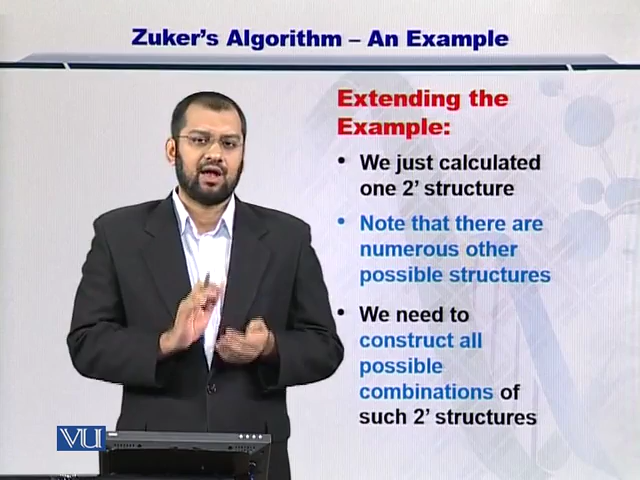 Zuker's Algorithm – An Example
Extending the
Example:
• We just calculated
one 2' structure
• Note that there are
numerous other
possible structures
• We need to
construct all
possible
combinations of
such 2' structures
VU